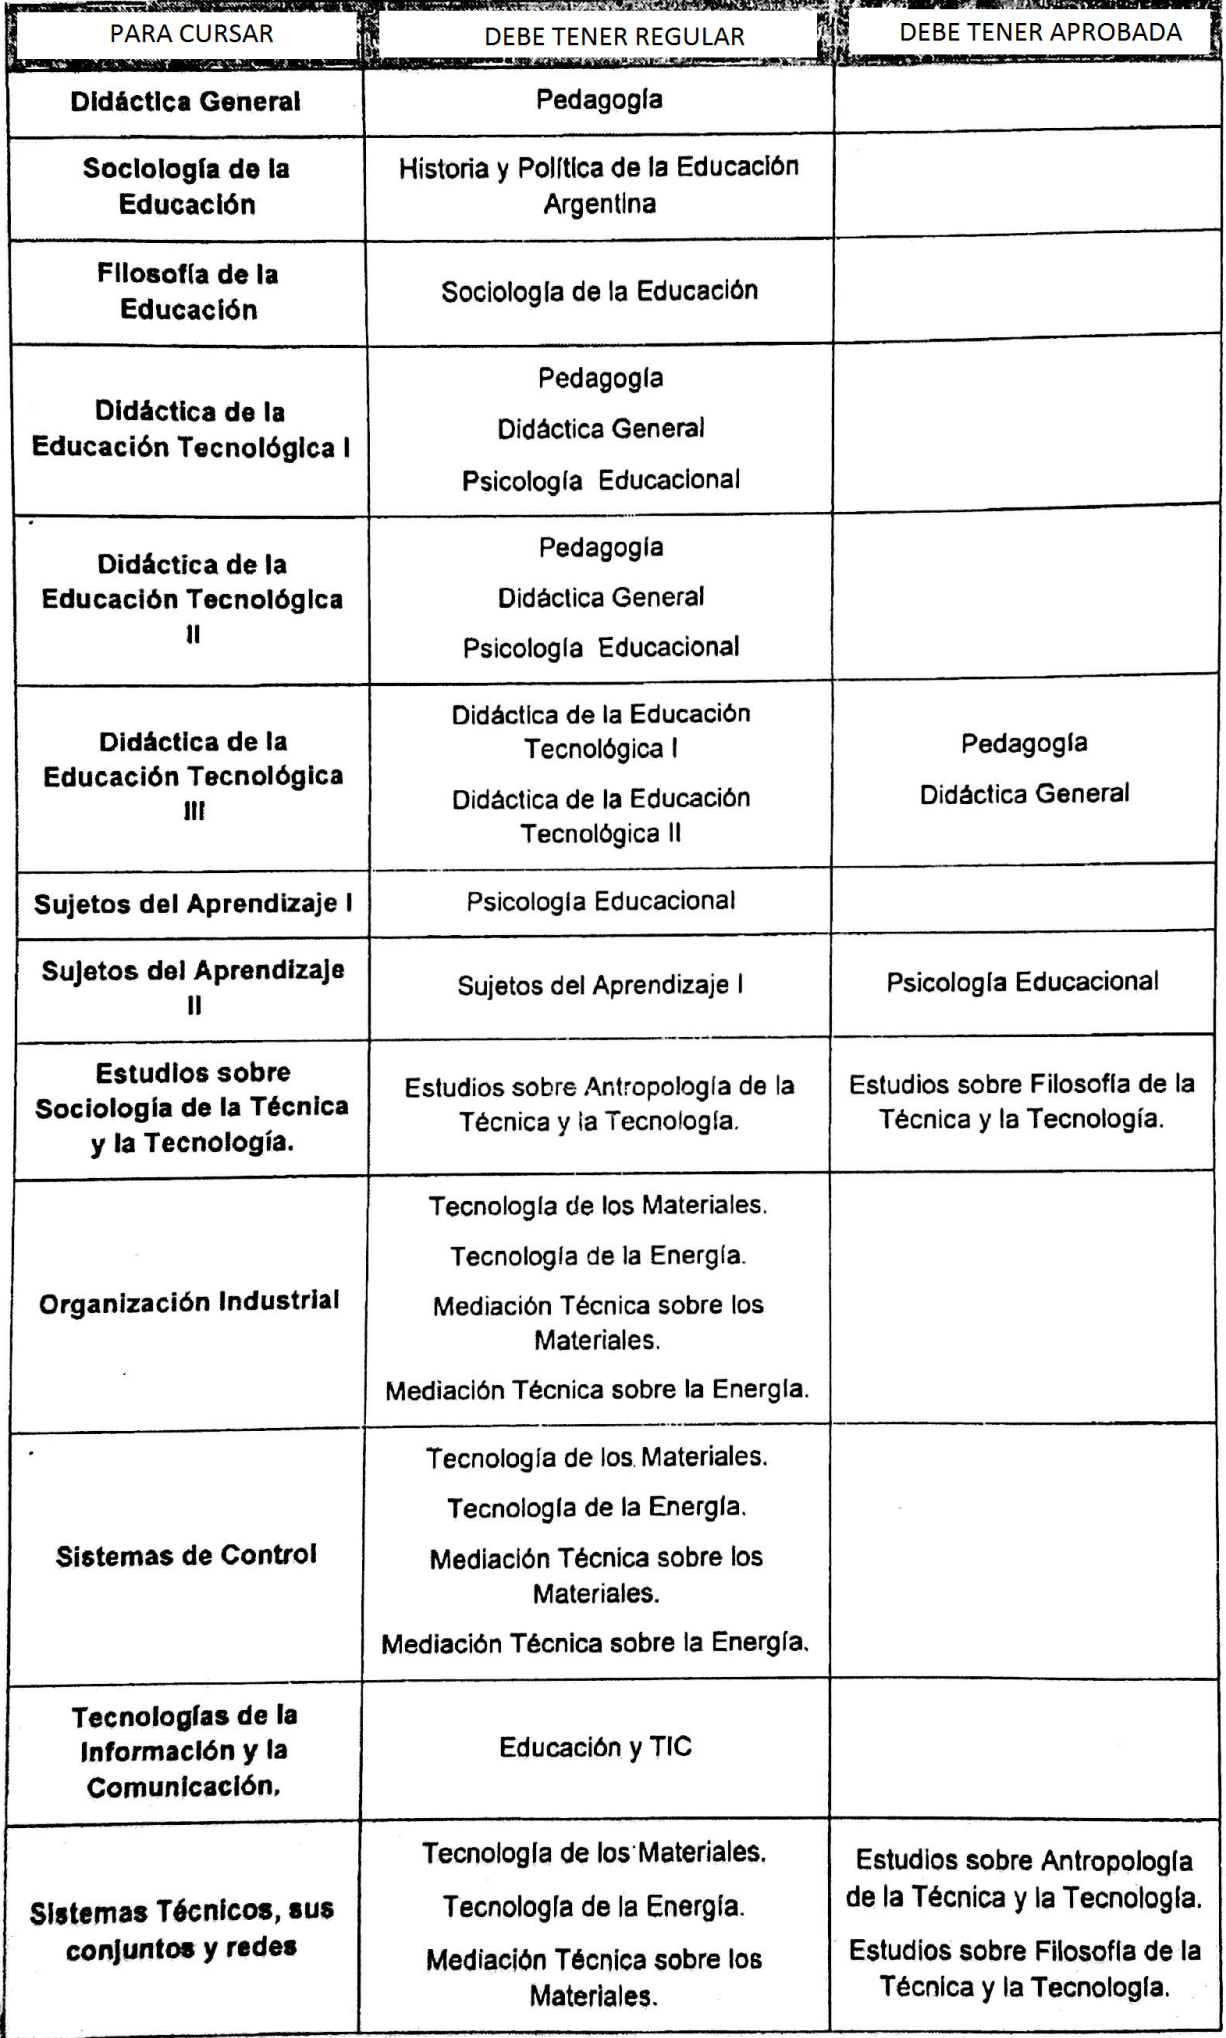 PARA CURSAR
DEBE TENER REGULAR
DEBE TENER APROBADA
Didáctica General
Pedagogía
Sociología de la
Educación
Historia y Política de la Educación
Argentina
Filosofía de la
Educación
Sociología de la Educación
Didáctica de la
Educación Tecnológica I
Pedagogía
Didáctica General
Psicología Educacional
Didáctica de la
Educación Tecnológica
II
Pedagogía
Didáctica General
Psicología Educacional
Didáctica de la
Educación Tecnológica
III
Didáctica de la Educación
Tecnológica I
Didáctica de la Educación
Tecnológica II
Pedagogía
Didáctica General
Sujetos del Aprendizaje I
Psicología Educacional
Sujetos del Aprendizaje
II
Sujetos del Aprendizaje I
Psicología Educacional
Estudios sobre
Sociología de la Técnica
y la Tecnología.
Estudios sobre Antropología de la
Técnica y la Tecnología.
Estudios sobre Filosofía de la
Técnica y la Tecnología.
Organización Industrial
Tecnología de los Materiales.
Tecnología de la Energía.
Mediación Técnica sobre los
Materiales.
Mediación Técnica sobre la Energía.
Sistemas de Control
Tecnología de los Materiales.
Tecnología de la Energía.
Mediación Técnica sobre los
Materiales.
Mediación Técnica sobre la Energía.
Tecnologías de la
Información y la
Comunicación.
Educación y TIC
Sistemas Técnicos, sus
conjuntos y redes
Tecnología de los Materiales.
Tecnología de la Energía.
Mediación Técnica sobre los
Materiales.
Estudios sobre Antropología
de la Técnica y la Tecnología.
Estudios sobre Filosofía de la
Técnica y la Tecnología.